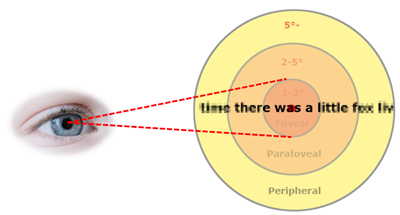 5°-
2-5°
1-2°
time there was a little fox liv
Foveal
Parafoveal
Peripheral